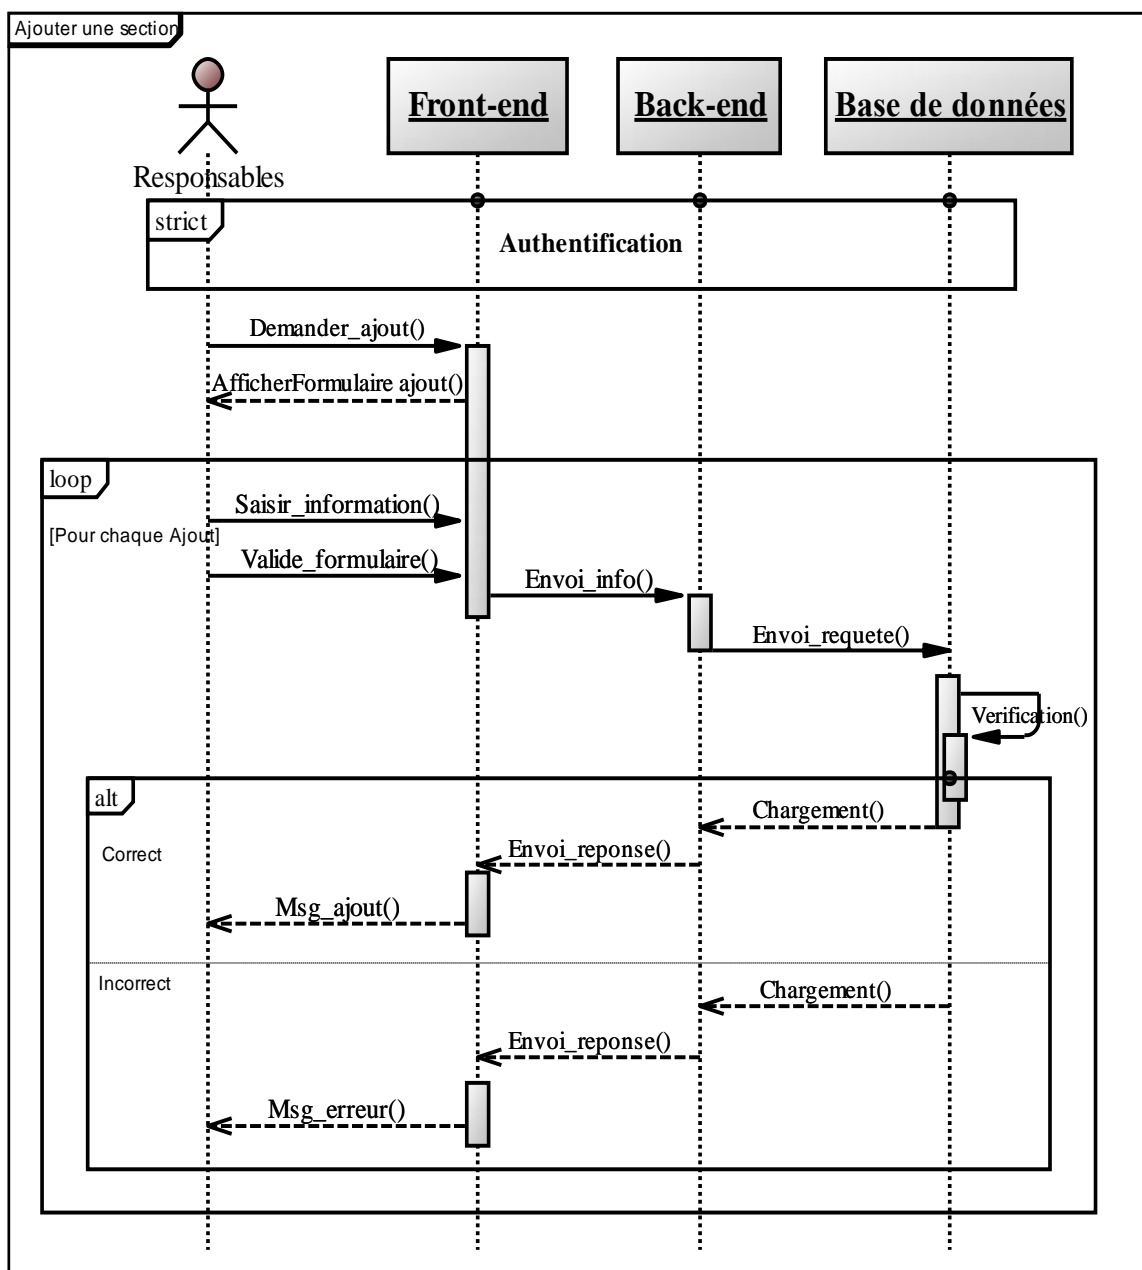 Ajouter une section
Front-end
Back-end
Base de données
Responsables
strict
Authentification
Demander_ajout()
AfficherFormulaire ajout()
loop
Saisir_information()
[Pour chaque Ajout]
Valide_formulaire()
Envoi_info()
Envoi_requete()
Verification()
alt
Chargement()
Correct
Envoi_reponse()
Msg_ajout()
Incorrect
Chargement()
Envoi_reponse()
Msg_erreur()